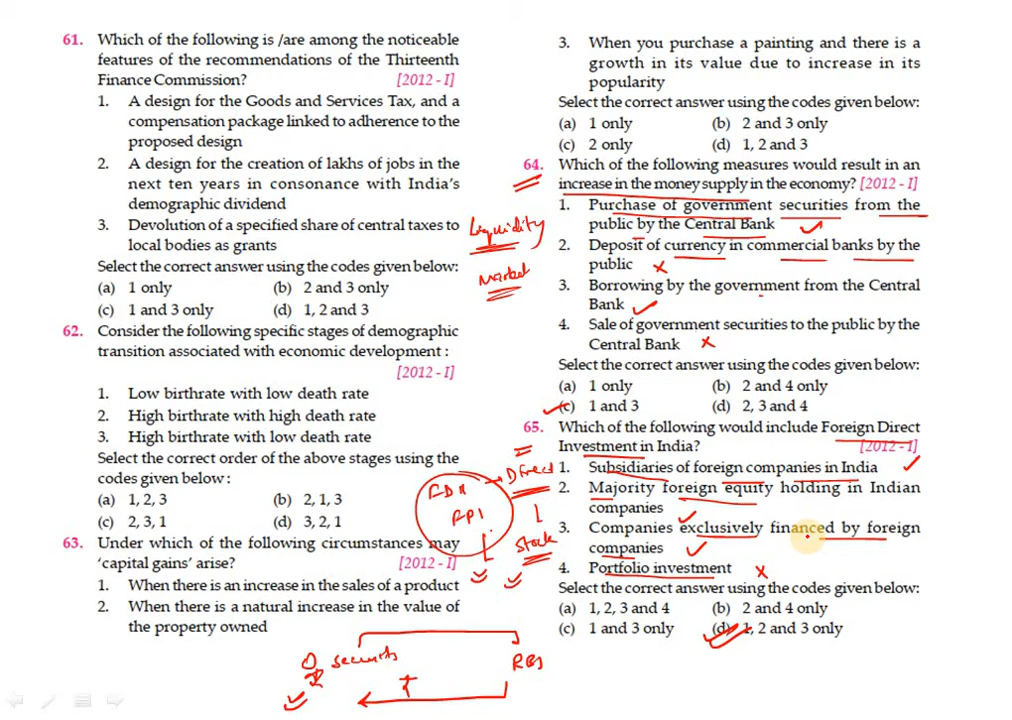 61. Which of the following is /are among the noticeable
features of the recommendations of the Thirteenth
Finance Commission? [2012 - I]
1. A design for the Goods and Services Tax, and a
compensation package linked to adherence to the
proposed design
2. A design for the creation of lakhs of jobs in the
next ten years in consonance with India's
demographic dividend
3. Devolution of a specified share of central taxes to
local bodies as grants
Select the correct answer using the codes given below:
(a) 1 only (b) 2 and 3 only
(c) 1 and 3 only (d) 1, 2 and 3
62. Consider the following specific stages of demographic
transition associated with economic development :
[2012 - I]
1. Low birthrate with low death rate
2. High birthrate with high death rate
3. High birthrate with low death rate
Select the correct order of the above stages using the
codes given below :
(a) 1, 2, 3 (b) 2, 1, 3
(c) 2, 3, 1 (d) 3, 2, 1
63. Under which of the following circumstances may
'capital gains' arise? [2012 - I]
1. When there is an increase in the sales of a product
2. When there is a natural increase in the value of
the property owned
3. When you purchase a painting and there is a
growth in its value due to increase in its
popularity
Select the correct answer using the codes given below:
(a) 1 only (b) 2 and 3 only
(c) 2 only (d) 1, 2 and 3
64. Which of the following measures would result in an
increase in the money supply in the economy? [2012 - I]
1. Purchase of government securities from the
public by the Central Bank
2. Deposit of currency in commercial banks by the
public
3. Borrowing by the government from the Central
Bank
4. Sale of government securities to the public by the
Central Bank
Select the correct answer using the codes given below:
(a) 1 only (b) 2 and 4 only
(c) 1 and 3 (d) 2, 3 and 4
65. Which of the following would include Foreign Direct
Investment in India? [2012 - I]
1. Subsidiaries of foreign companies in India
2. Majority foreign equity holding in Indian
companies
3. Companies exclusively financed by foreign
companies
4. Portfolio investment
Select the correct answer using the codes given below:
(a) 1, 2, 3 and 4 (b) 2 and 4 only
(c) 1 and 3 only (d) 1, 2 and 3 only
Liquidity
Market
Direct
FDI
FPI
Stock
securities
RBI
₹